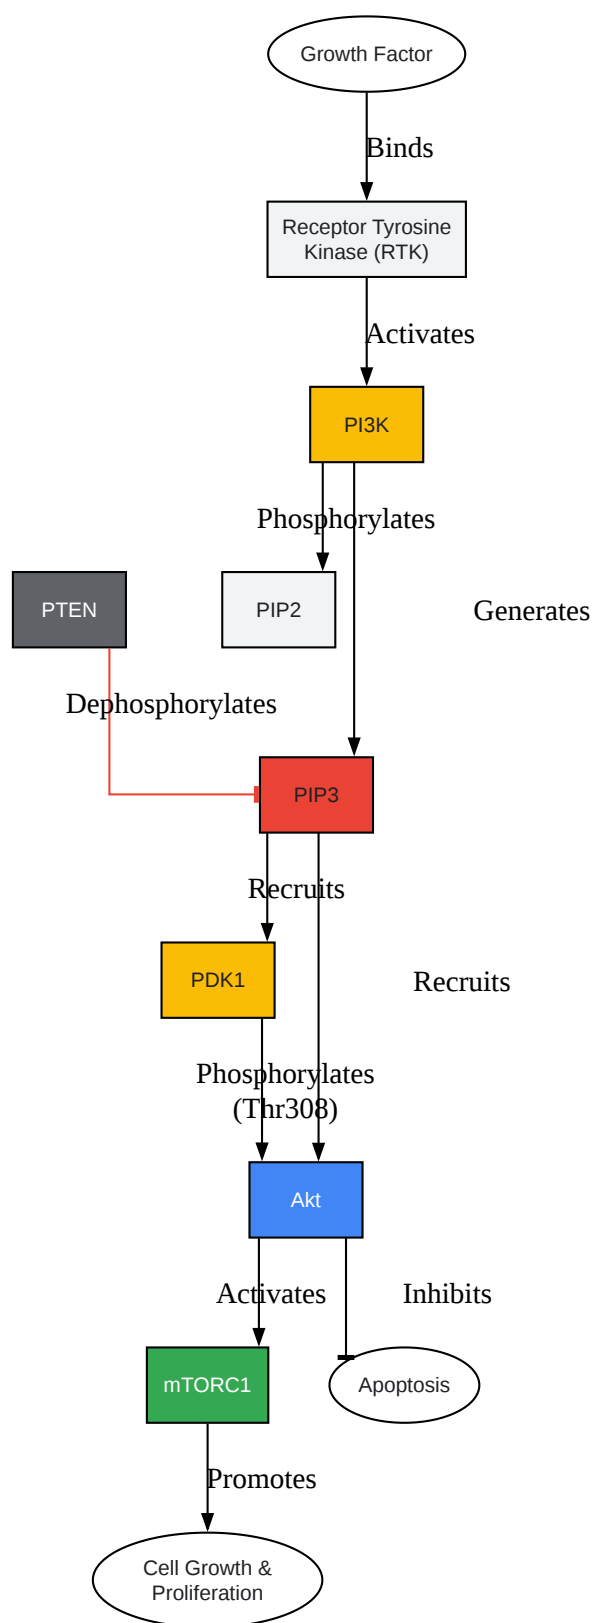 Growth Factor
Binds
Receptor Tyrosine
Kinase (RTK)
Activates
PI3K
Phosphorylates
PTEN
PIP2
Generates
Dephosphorylates
PIP3
Recruits
PDK1
Recruits
Phosphorylates
(Thr308)
Akt
Activates
Inhibits
mTORC1
Apoptosis
Promotes
Cell Growth &
Proliferation